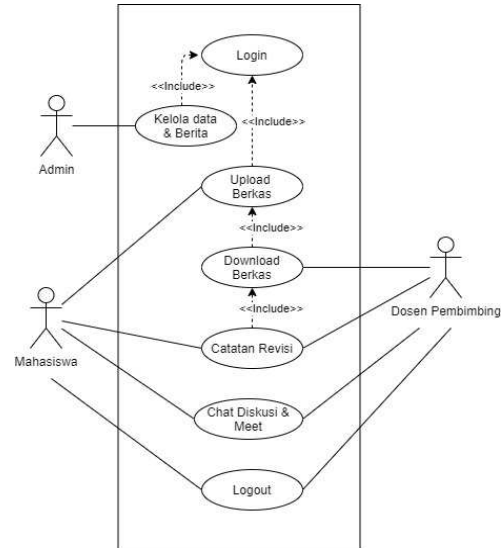 Login
<<Include>>
Kelola data
& Berita
<<Include>>
Admin
Upload
Berkas
<<Include>>
Download
Berkas
<<Include>>
Dosen Pembimbing
Catatan Revisi
Mahasiswa
Chat Diskusi &
Meet
Logout